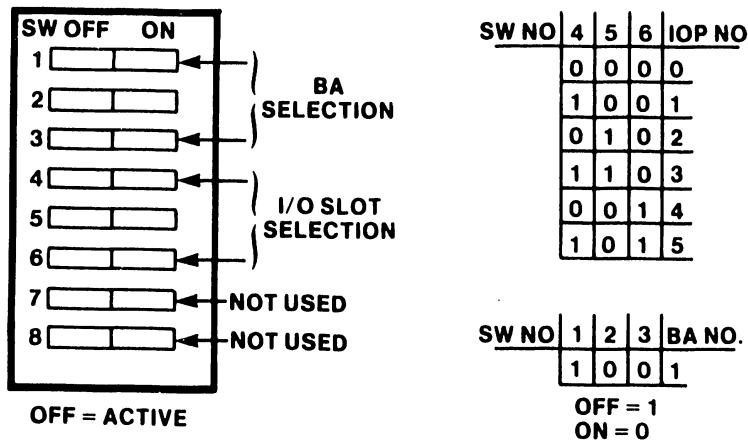 SW OFF ON
1
2
3
4
5
6
7
8
BA
SELECTION
I/O SLOT
SELECTION
NOT USED
NOT USED
OFF = ACTIVE
SW NO 4 5 6 IOP NO
0 0 0 0
1 0 0 1
0 1 0 2
1 1 0 3
0 0 1 4
1 0 1 5
SW NO 1 2 3 BA NO.
1 0 0 1
OFF = 1
ON = 0